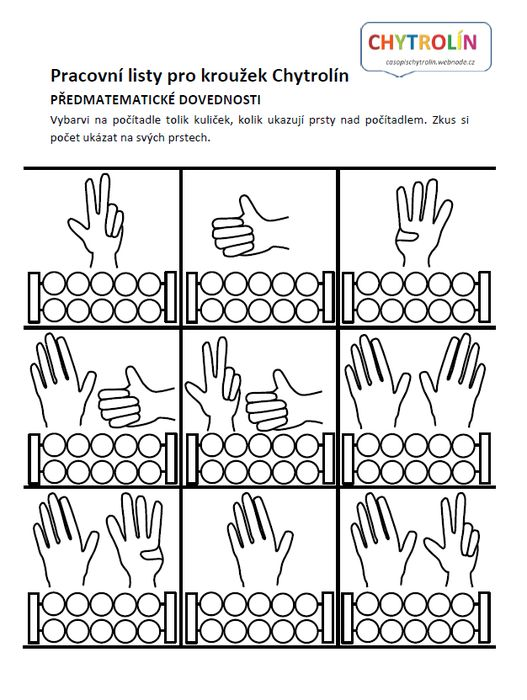 CHYTROLÍN
casopischytrolin.webnode.cz
Pracovní listy pro kroužek Chytrolín
PŘEDMATEMATICKÉ DOVEDNOSTI
Vybarvi na počítadle tolik kuliček, kolik ukazují prsty nad počítadlem. Zkus si
počet ukázat na svých prstech.